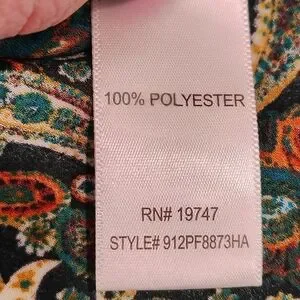 100% POLYESTER
RN# 19747
STYLE# 912PF8873HA